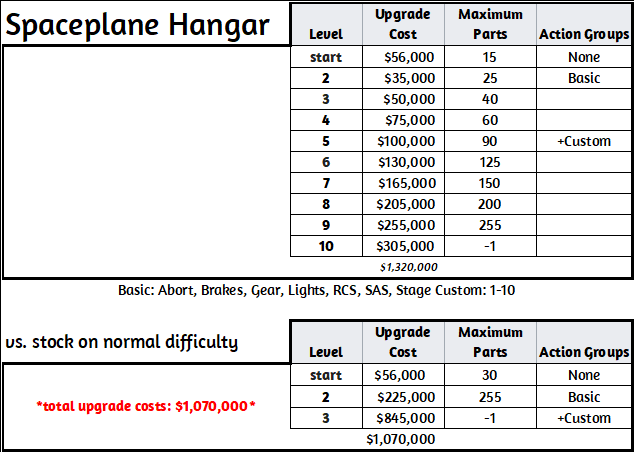 Spaceplane Hangar
Level Upgrade Cost Maximum Parts Action Groups
start $56,000 15 None
2 $35,000 25 Basic
3 $50,000 40
4 $75,000 60
5 $100,000 90 +Custom
6 $130,000 125
7 $165,000 150
8 $205,000 200
9 $255,000 255
10 $305,000 -1
$1,320,000
Basic: Abort, Brakes, Gear, Lights, RCS, SAS, Stage Custom: 1-10
vs. stock on normal difficulty
Level Upgrade Cost Maximum Parts Action Groups
start $56,000 30 None
*total upgrade costs: $1,070,000*
2 $225,000 255 Basic
3 $845,000 -1 +Custom
$1,070,000